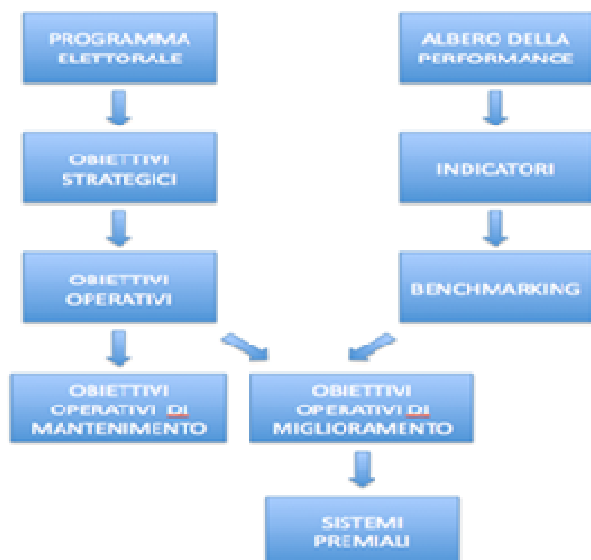 PROGRAMMA
ELETTORALE
ALBERO DELLA
PERFORMANCE
OBIETTIVI
STRATEGICI
INDICATORI
OBIETTIVI
OPERATIVI
BENCHMARKING
OBIETTIVI
OPERATIVI DI
MANTENIMENTO
OBIETTIVI
OPERATIVI DI
MIGLIORAMENTO
SISTEMI
PREMIALI